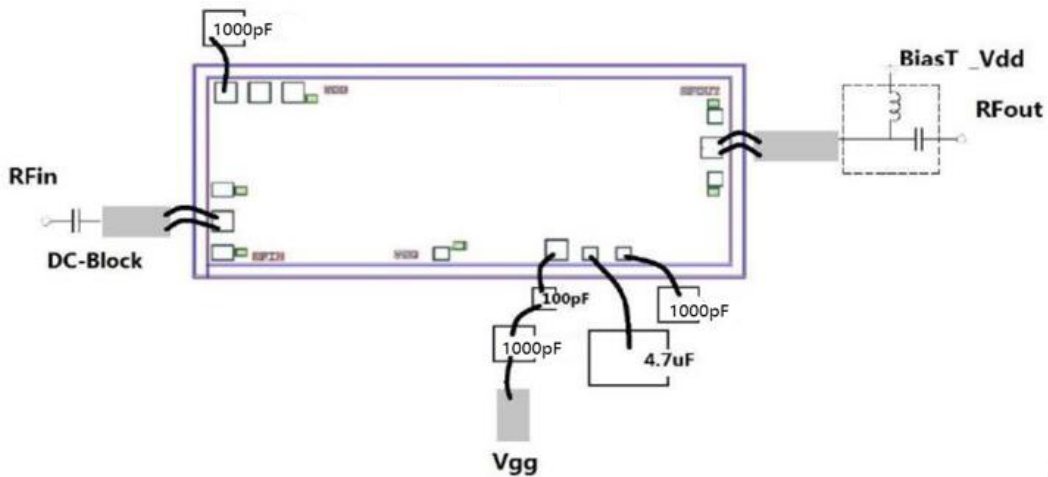 1000pF
BiasT _Vdd
VDD
RFOUT
RFout
RFin
DC-Block
RFIN
VGG
100pF
1000pF
1000pF
4.7uF
Vgg